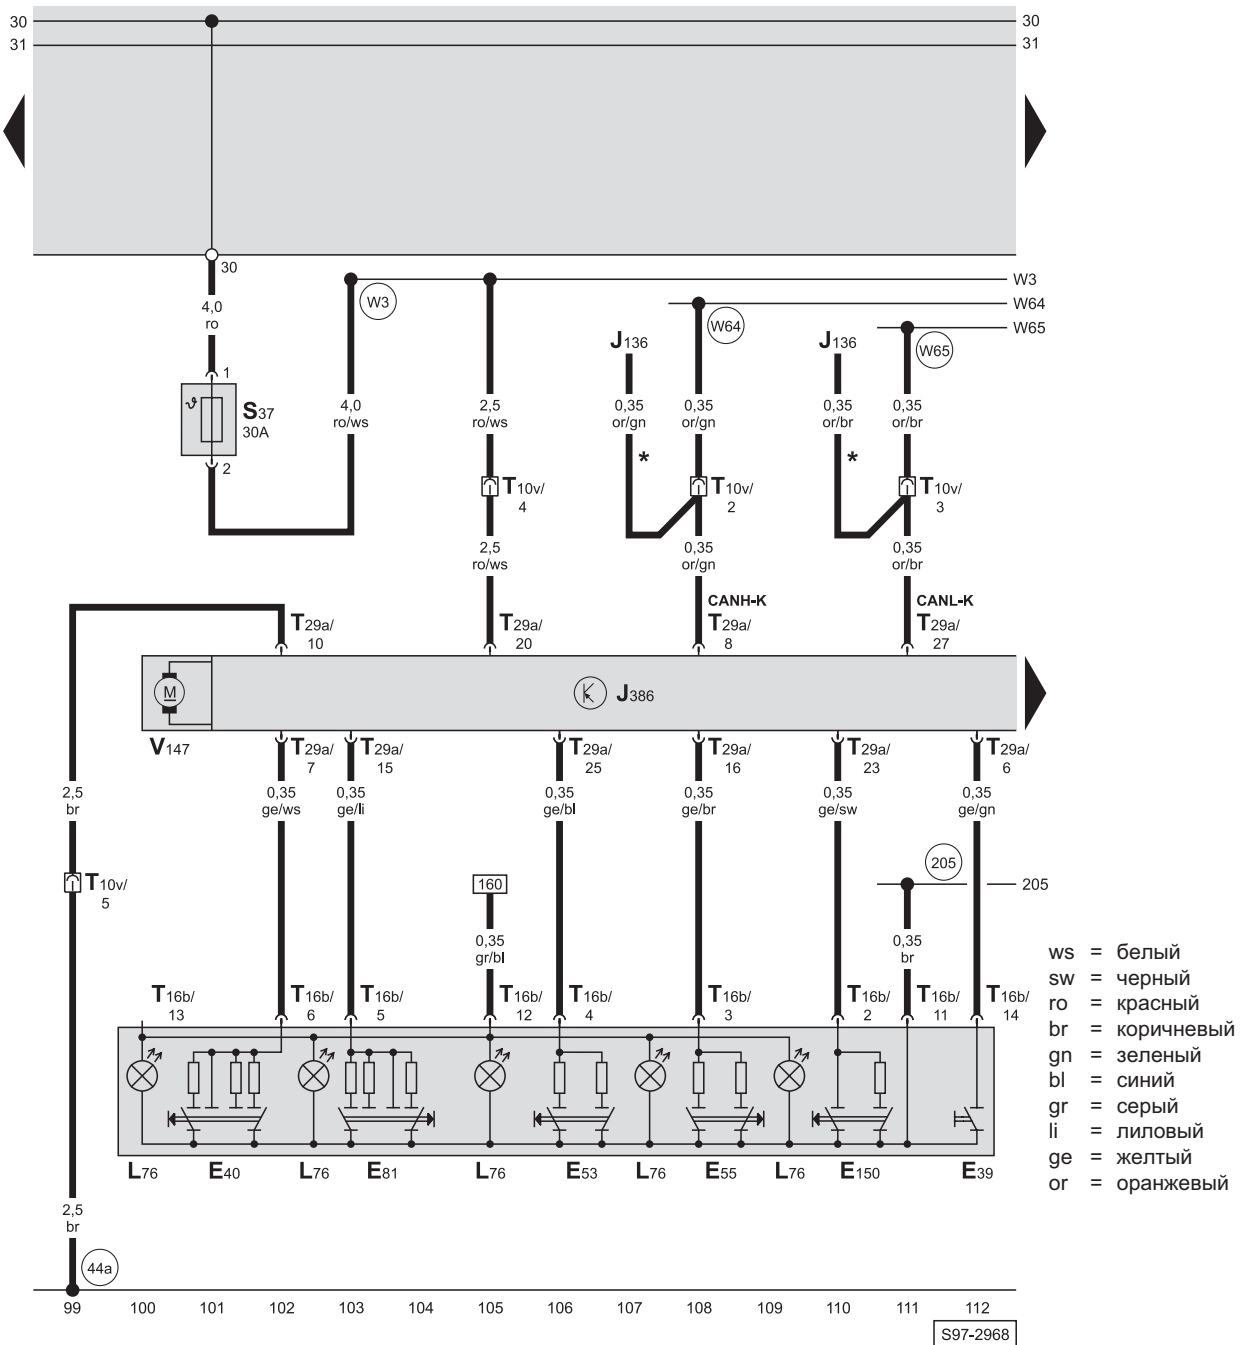 30 30
31 31
30
W3
W64
W65
W3
W64
W65
4,0
ro
J136 J136
1
S37
30A
2
4,0
ro/ws
2,5
ro/ws
0,35
or/gn
0,35
or/gn
0,35
or/br
0,35
or/br
* *
T10v/
4
T10v/
2
T10v/
3
2,5
ro/ws
0,35
or/gn
0,35
or/br
CANH-K CANL-K
T29a/
10
T29a/
20
T29a/
8
T29a/
27
M
J386
V147
T29a/
7
T29a/
15
T29a/
25
T29a/
16
T29a/
23
T29a/
6
2,5
br
0,35
ge/ws
0,35
ge/li
0,35
ge/bl
0,35
ge/br
0,35
ge/sw
0,35
ge/gn
205
T10v/
5
160
205
0,35
gr/bl
0,35
br
T16b/
13
T16b/
6
T16b/
5
T16b/
12
T16b/
4
T16b/
3
T16b/
2
T16b/
11
T16b/
14
L76 E40 L76 E81 L76 E53 L76 E55 L76 E150 E39
2,5
br
44a
99 100 101 102 103 104 105 106 107 108 109 110 111 112
S97-2968
ws = белый
sw = черный
ro = красный
br = коричневый
gn = зеленый
bl = синий
gr = серый
li = лиловый
ge = желтый
or = оранжевый